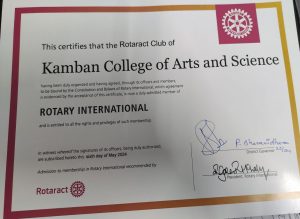 This certifies that the Rotaract Club of
Kamban College of Arts and Science
having been duly organized and having agreed, through its officers and members,
to be bound by the Constitution and Bylaws of Rotary International, which agreement
is evidenced by the acceptance of this certificate, is now a duly admitted member of
ROTARY INTERNATIONAL
and is entitled to all the rights and privileges of such membership.
In witness whereof the signatures of its officers, being duly authorized,
are subscribed hereto this sixth day of May 2024
Admission to membership in Rotary International recommended by
District Governor
President, Rotary International
Rotaract